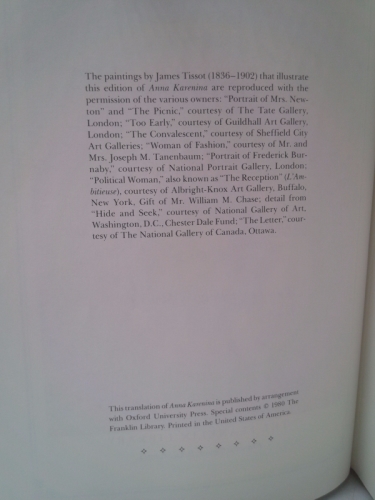 The paintings by James Tissot (1836–1902) that illustrate
this edition of Anna Karenina are reproduced with the
permission of the various owners: “Portrait of Mrs. New-
ton” and “The Picnic,” courtesy of The Tate Gallery,
London; “Too Early,” courtesy of Guildhall Art Gallery,
London; “The Convalescent,” courtesy of Sheffield City
Art Galleries; “Woman of Fashion,” courtesy of Mr. and
Mrs. Joseph M. Tanenbaum; “Portrait of Frederick Bur-
naby,” courtesy of National Portrait Gallery, London;
“Political Woman,” also known as “The Reception” (L’Am-
bitieuse), courtesy of Albright-Knox Art Gallery, Buffalo,
New York, Gift of Mr. William M. Chase; detail from
“Hide and Seek,” courtesy of National Gallery of Art,
Washington, D.C., Chester Dale Fund; “The Letter,” cour-
tesy of The National Gallery of Canada, Ottawa.
This translation of Anna Karenina is published by arrangement
with Oxford University Press. Special contents © The
Franklin Library. Printed in the United States of America.